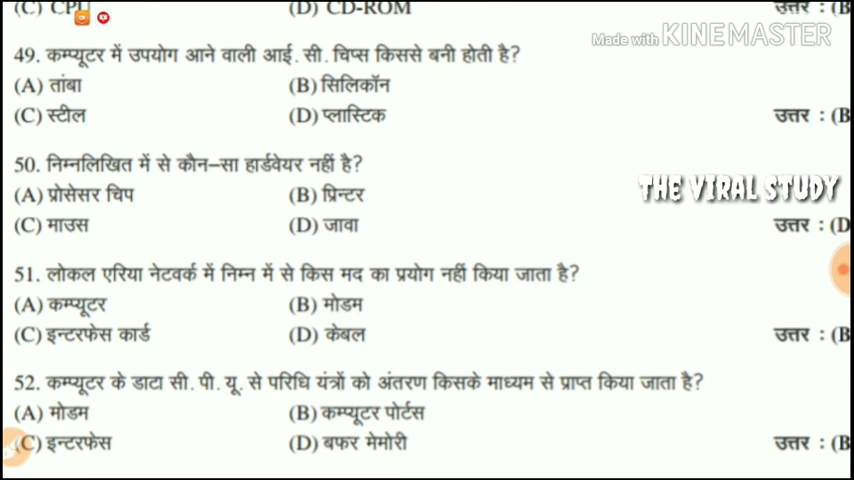 (C) CPU (D) CD-ROM उत्तर : (B
Made with KINEMASTER
49. कम्प्यूटर में उपयोग आने वाली आई. सी. चिप्स किससे बनी होती है?
(A) तांबा (B) सिलिकॉन
(C) स्टील (D) प्लास्टिक उत्तर : (B
50. निम्नलिखित में से कौन-सा हार्डवेयर नहीं है?
(A) प्रोसेसर चिप (B) प्रिन्टर
THE VIRAL STUDY
(C) माउस (D) जावा उत्तर : (D
51. लोकल एरिया नेटवर्क में निम्न में से किस मद का प्रयोग नहीं किया जाता है?
(A) कम्प्यूटर (B) मोडम
(C) इन्टरफेस कार्ड (D) केबल उत्तर : (B
52. कम्प्यूटर के डाटा सी. पी. यू. से परिधि यंत्रों को अंतरण किसके माध्यम से प्राप्त किया जाता है?
(A) मोडम (B) कम्प्यूटर पोर्टस
(C) इन्टरफेस (D) बफर मेमोरी उत्तर : (B